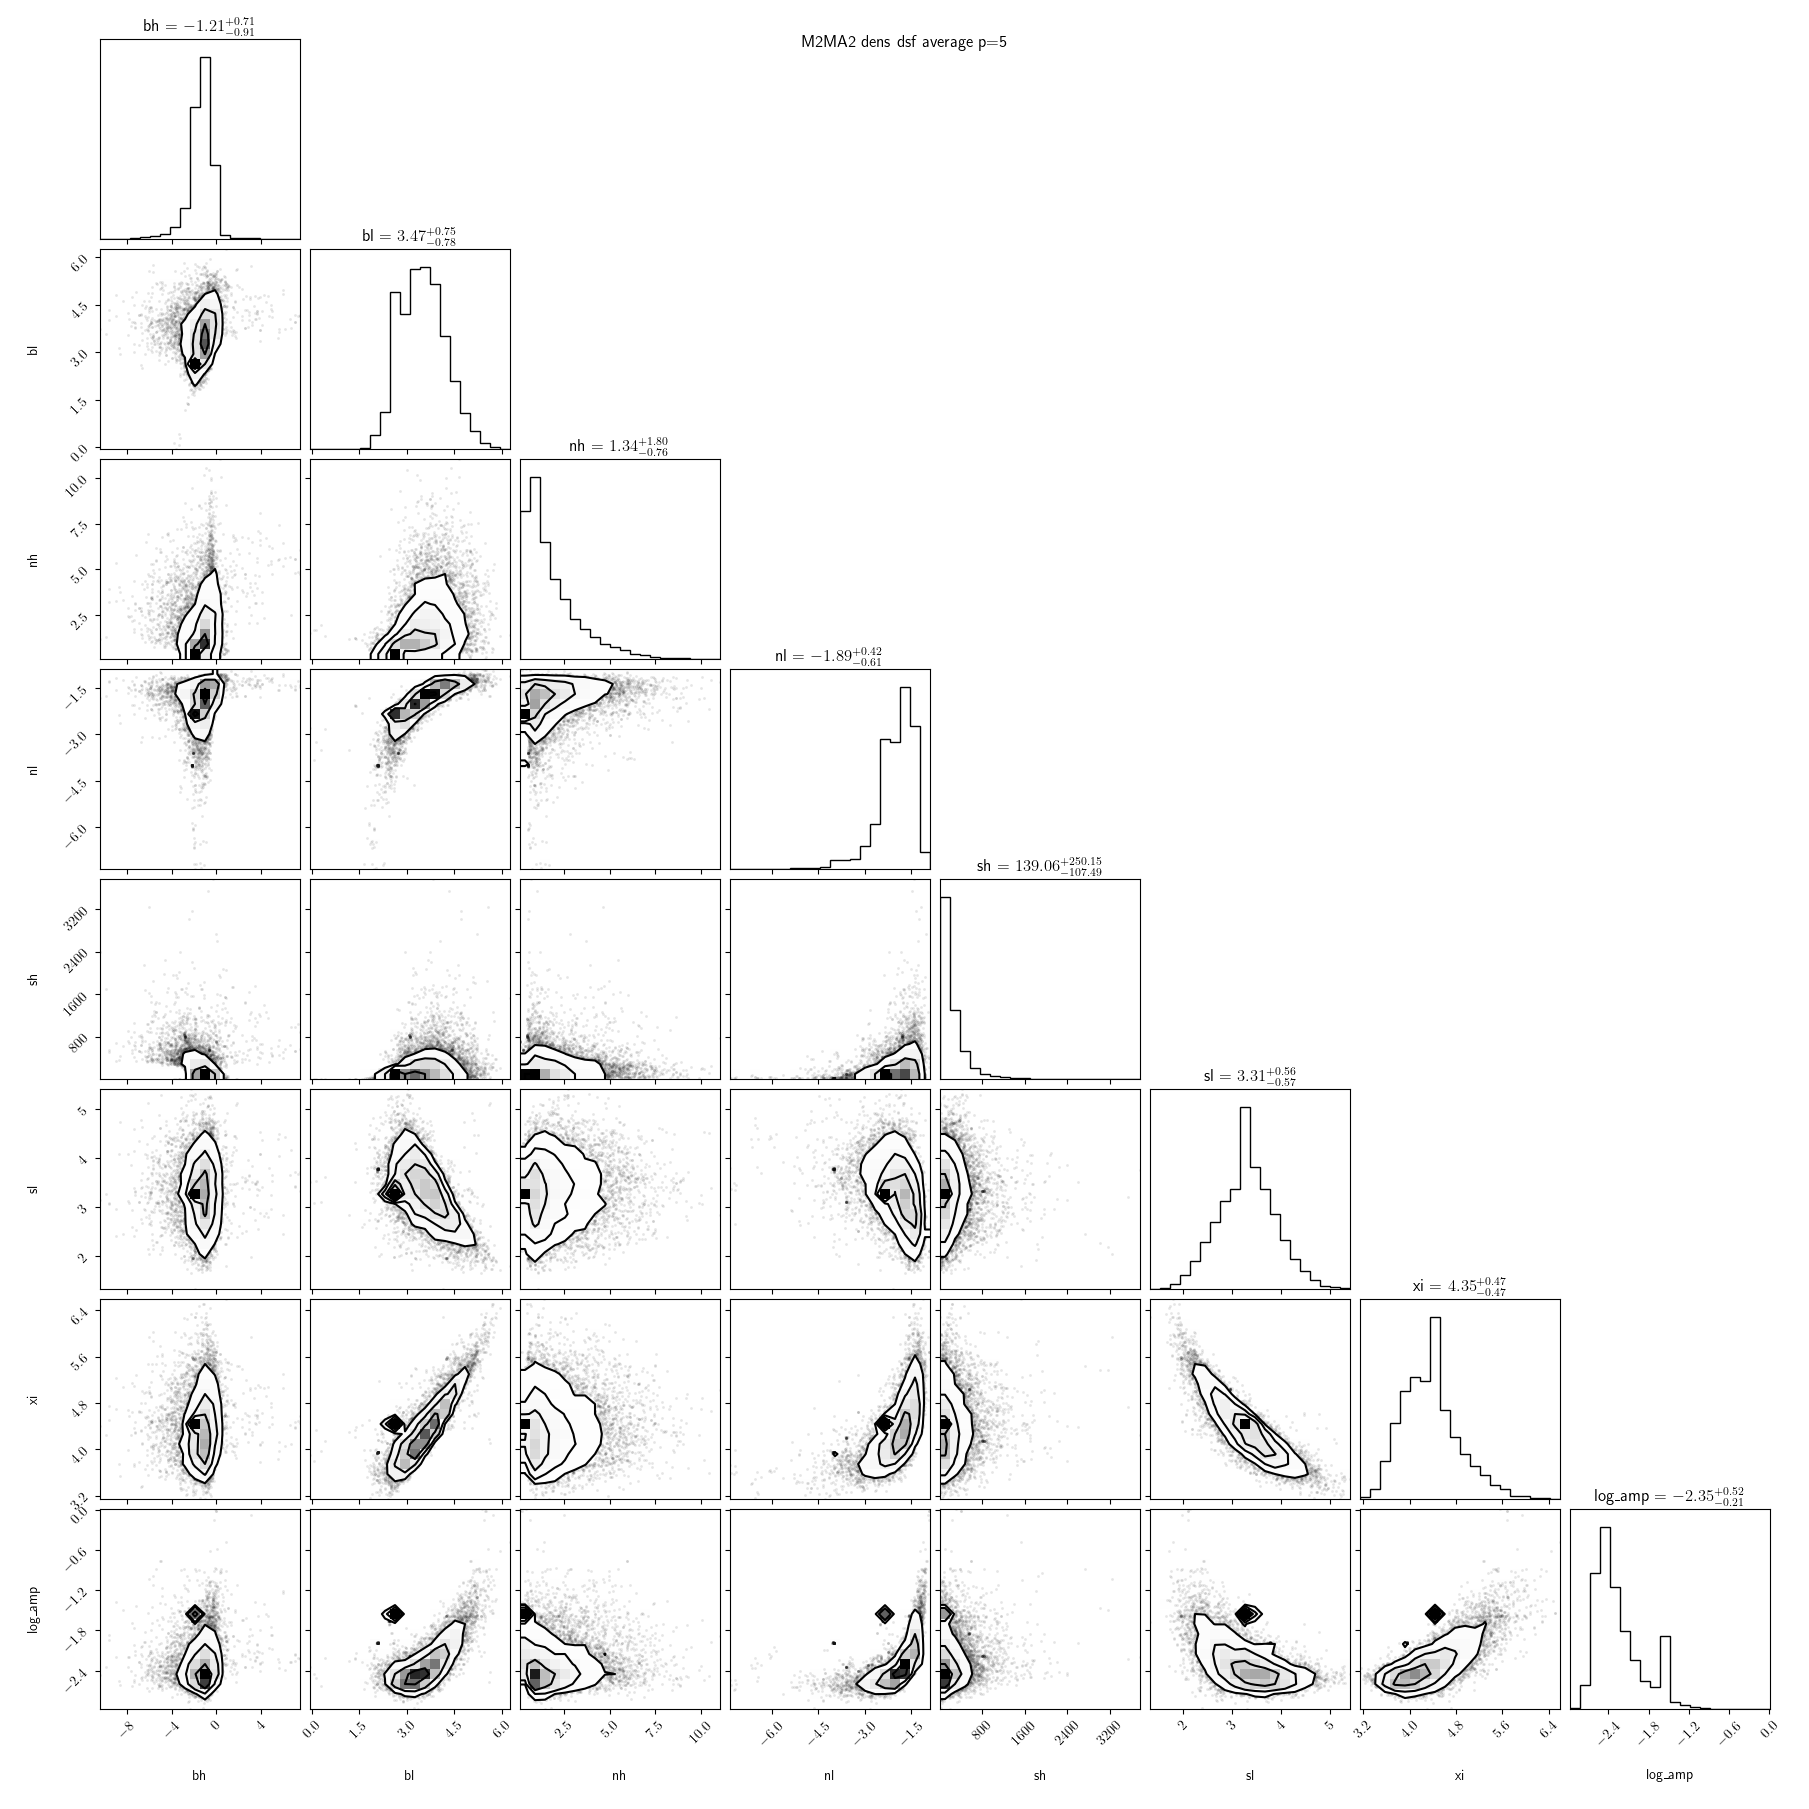 bh = −1.21+0.71−0.91
M2MA2 dens dsf average p=5
bl = 3.47+0.75−0.78
6.0
4.5
3.0
1.5
0.0
bl
nh = 1.34+1.80−0.76
10.0
7.5
5.0
2.5
nh
nl = −1.89+0.42−0.61
−1.5
−3.0
−4.5
−6.0
nl
sh = 139.06+250.15−107.49
3200
2400
1600
800
sh
sl = 3.31+0.56−0.57
5
4
3
2
sl
xi = 4.35+0.47−0.47
6.4
5.6
4.8
4.0
3.2
xi
log_amp = −2.35+0.52−0.21
0.0
−0.6
−1.2
−1.8
−2.4
log_amp
−8 −4 0 4
0.0 1.5 3.0 4.5 6.0
2.5 5.0 7.5 10.0
−6.0 −4.5 −3.0 −1.5
800 1600 2400 3200
2 3 4 5
3.2 4.0 4.8 5.6 6.4
−2.4 −1.8 −1.2 −0.6 0.0
bh bl nh nl sh sl xi log_amp